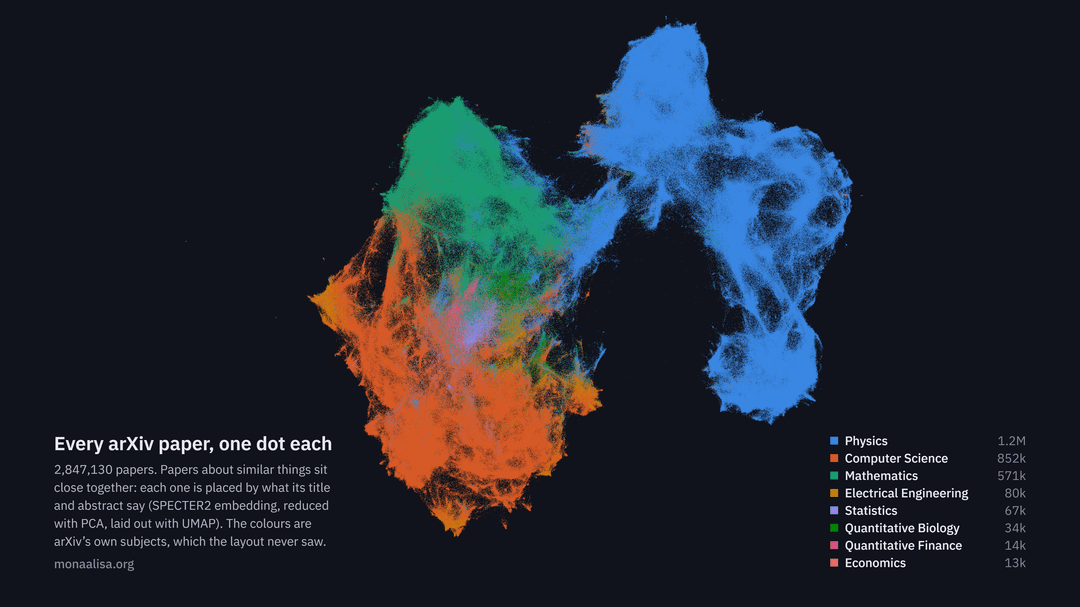 Every arXiv paper, one dot each
2,847,130 papers. Papers about similar things sit
close together: each one is placed by what its title
and abstract say (SPECTER2 embedding, reduced
with PCA, laid out with UMAP). The colours are
arXiv's own subjects, which the layout never saw.
monaalisa.org
Physics 1.2M
Computer Science 852k
Mathematics 571k
Electrical Engineering 80k
Statistics 67k
Quantitative Biology 34k
Quantitative Finance 14k
Economics 13k